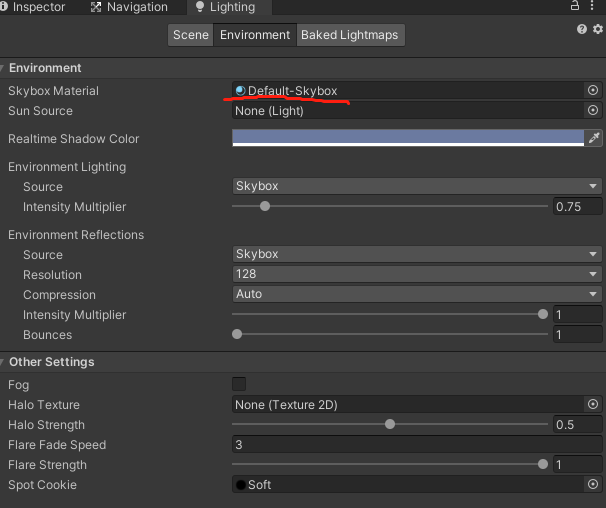 Inspector Navigation Lighting
Scene Environment Baked Lightmaps
Environment
Skybox Material Default-Skybox
Sun Source None (Light)
Realtime Shadow Color
Environment Lighting
Source Skybox
Intensity Multiplier 0.75
Environment Reflections
Source Skybox
Resolution 128
Compression Auto
Intensity Multiplier 1
Bounces 1
Other Settings
Fog
Halo Texture None (Texture 2D)
Halo Strength 0.5
Flare Fade Speed 3
Flare Strength 1
Spot Cookie Soft